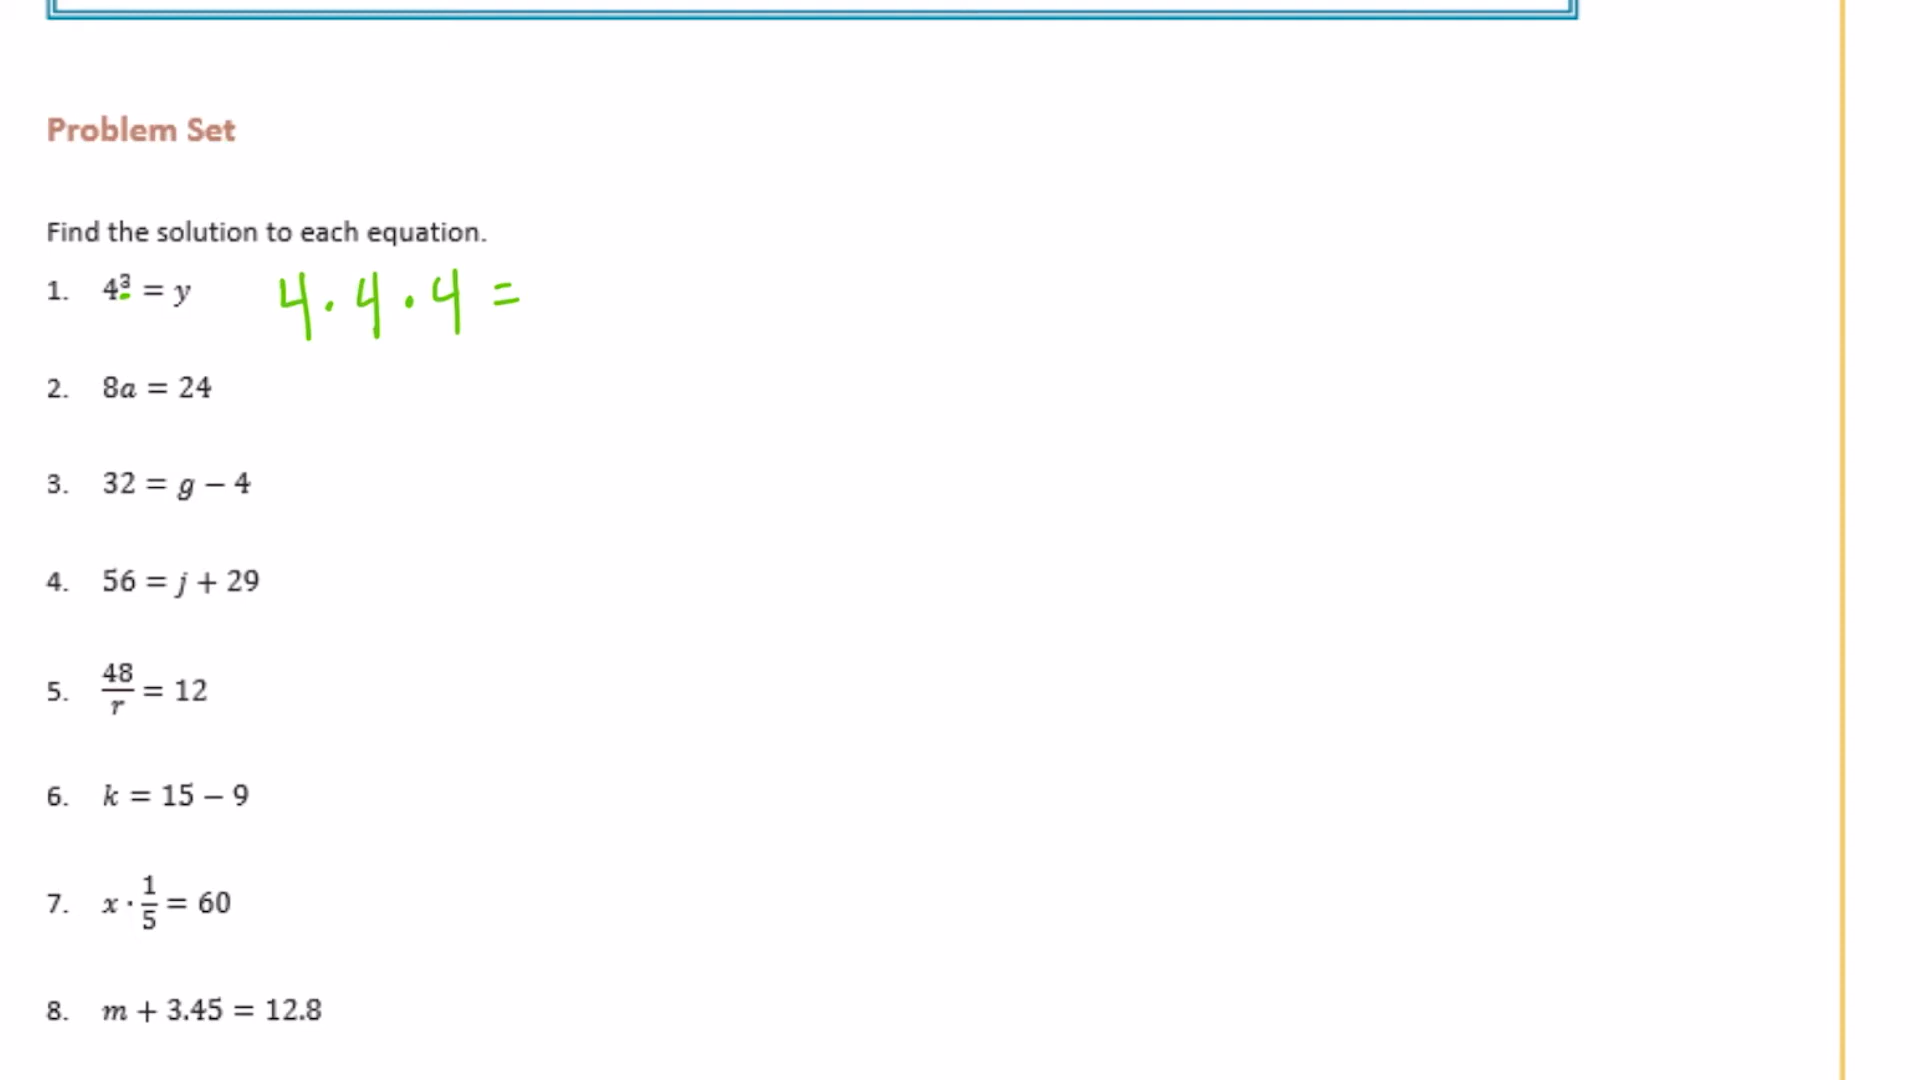 Problem Set
Find the solution to each equation.
1. 4³ = y 4 · 4 · 4 =
2. 8a = 24
3. 32 = g − 4
4. 56 = j + 29
5. 48/r = 12
6. k = 15 − 9
7. x · 1/5 = 60
8. m + 3.45 = 12.8